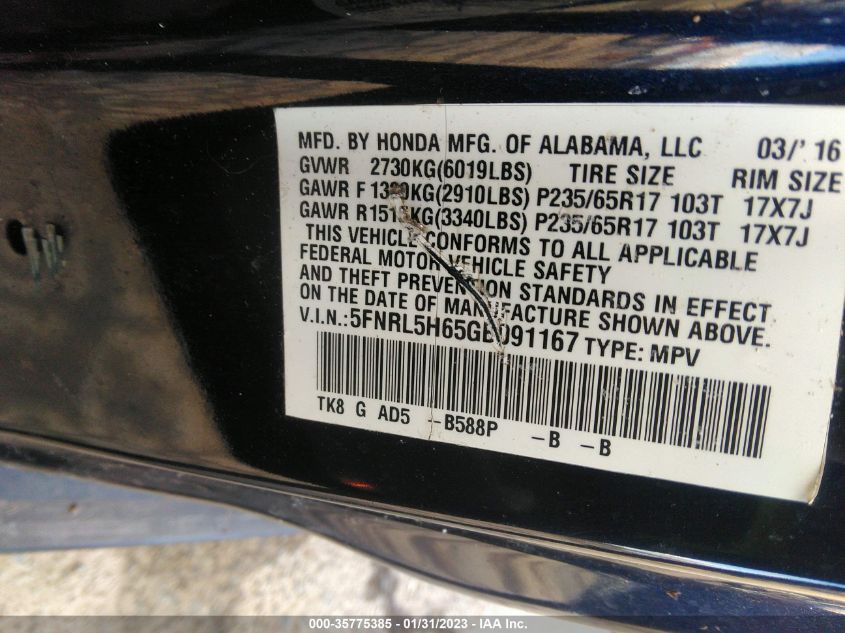 MFD. BY HONDA MFG. OF ALABAMA, LLC 03/'16
GVWR 2730KG(6019LBS) TIRE SIZE RIM SIZE
GAWR F (2910LBS) P235/65R17 103T 17X7J
GAWR R (3340LBS) P235/65R17 103T 17X7J
THIS VEHICLE CONFORMS TO ALL APPLICABLE
FEDERAL MOTOR VEHICLE SAFETY
AND THEFT PREVENTION STANDARDS IN EFFECT
ON THE DATE OF MANUFACTURE SHOWN ABOVE.
V.I.N.:5FNRL5H65GB091167 TYPE: MPV
TK8 G AD5 --B588P -B -B
000-35775385 - 01/31/2023 - © IAA Inc.